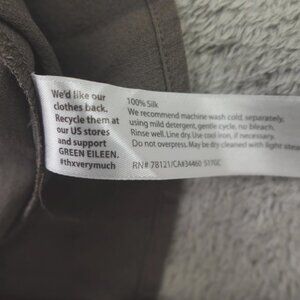 We'd like our
clothes back.
Recycle them at
our US stores
and support
GREEN EILEEN.
#thxverymuch
100% Silk
We recommend machine wash cold, separately,
using mild detergent, gentle cycle, no bleach.
Rinse well. Line dry. Use cool iron, if necessary.
Do not overpress. May be dry cleaned with light steam
RN# 78121/CA#34460 S17GC